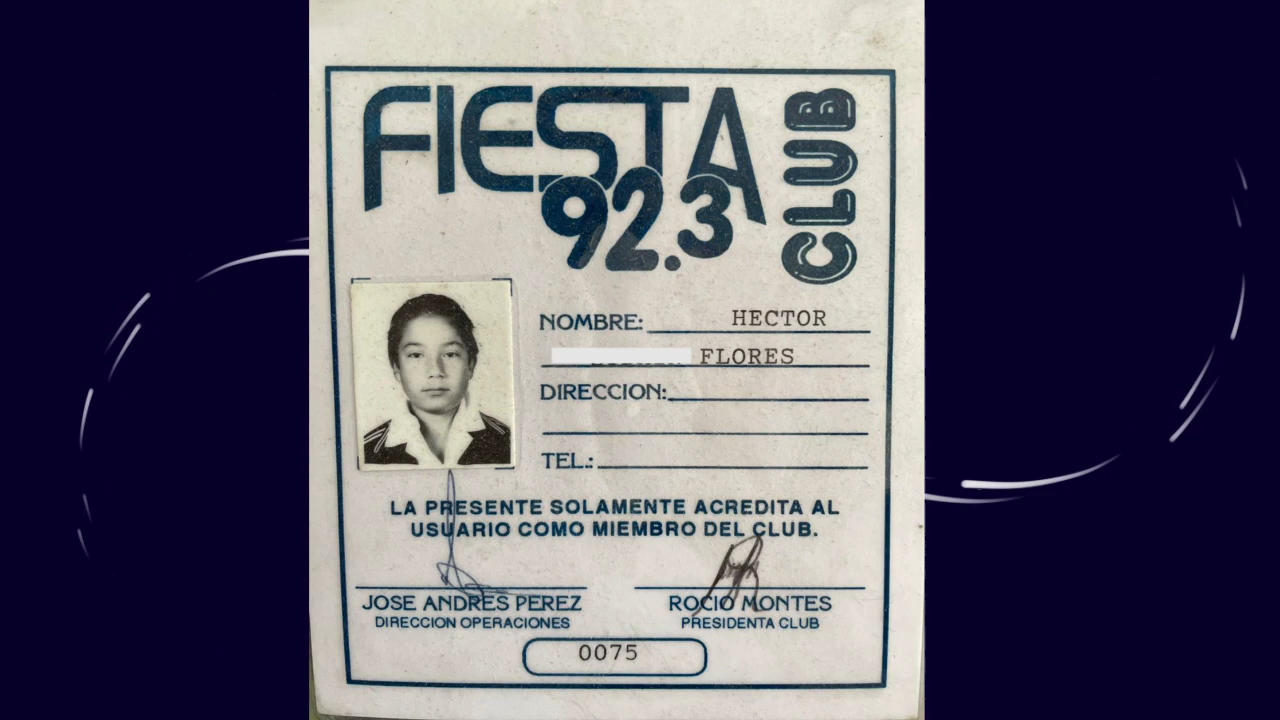 FIESTA
92.3
CLUB
NOMBRE: HECTOR
FLORES
DIRECCION:
TEL.:
LA PRESENTE SOLAMENTE ACREDITA AL
USUARIO COMO MIEMBRO DEL CLUB.
JOSE ANDRES PEREZ
DIRECCION OPERACIONES
ROCIO MONTES
PRESIDENTA CLUB
0075